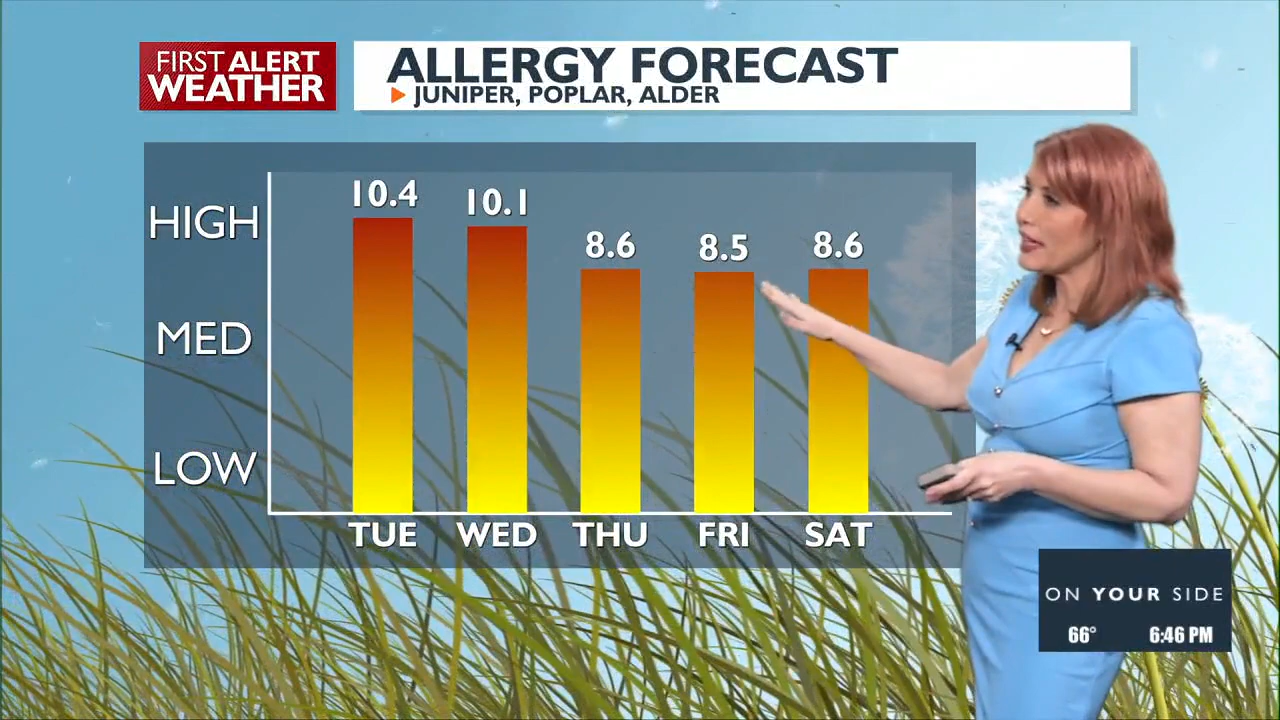 FIRST ALERT
WEATHER
ALLERGY FORECAST
JUNIPER, POPLAR, ALDER
HIGH
MED
LOW
10.4
10.1
8.6
8.5
8.6
TUE WED THU FRI SAT
ON YOUR SIDE
66° 6:46 PM